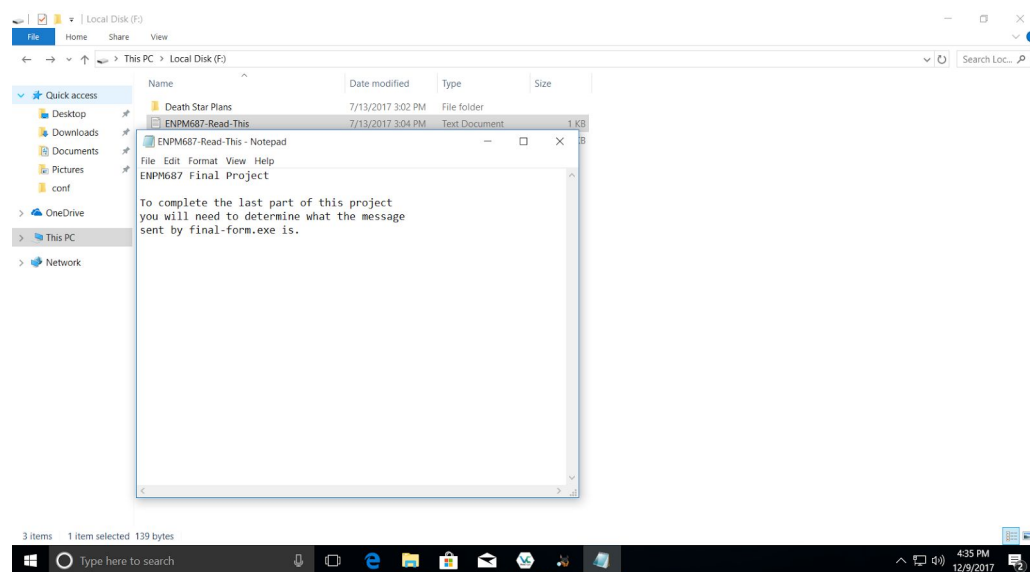 Local Disk (F:)
File Home Share View
This PC > Local Disk (F:)
Search Loc...
Name Date modified Type Size
Quick access
Desktop
Downloads
Documents
Pictures
conf
OneDrive
This PC
Network
Death Star Plans 7/13/2017 3:02 PM File folder
ENPM687-Read-This 7/13/2017 3:04 PM Text Document 1 KB
ENPM687-Read-This - Notepad
File Edit Format View Help
ENPM687 Final Project
To complete the last part of this project
you will need to determine what the message
sent by final-form.exe is.
3 items 1 item selected 139 bytes
Type here to search
4:35 PM
12/9/2017